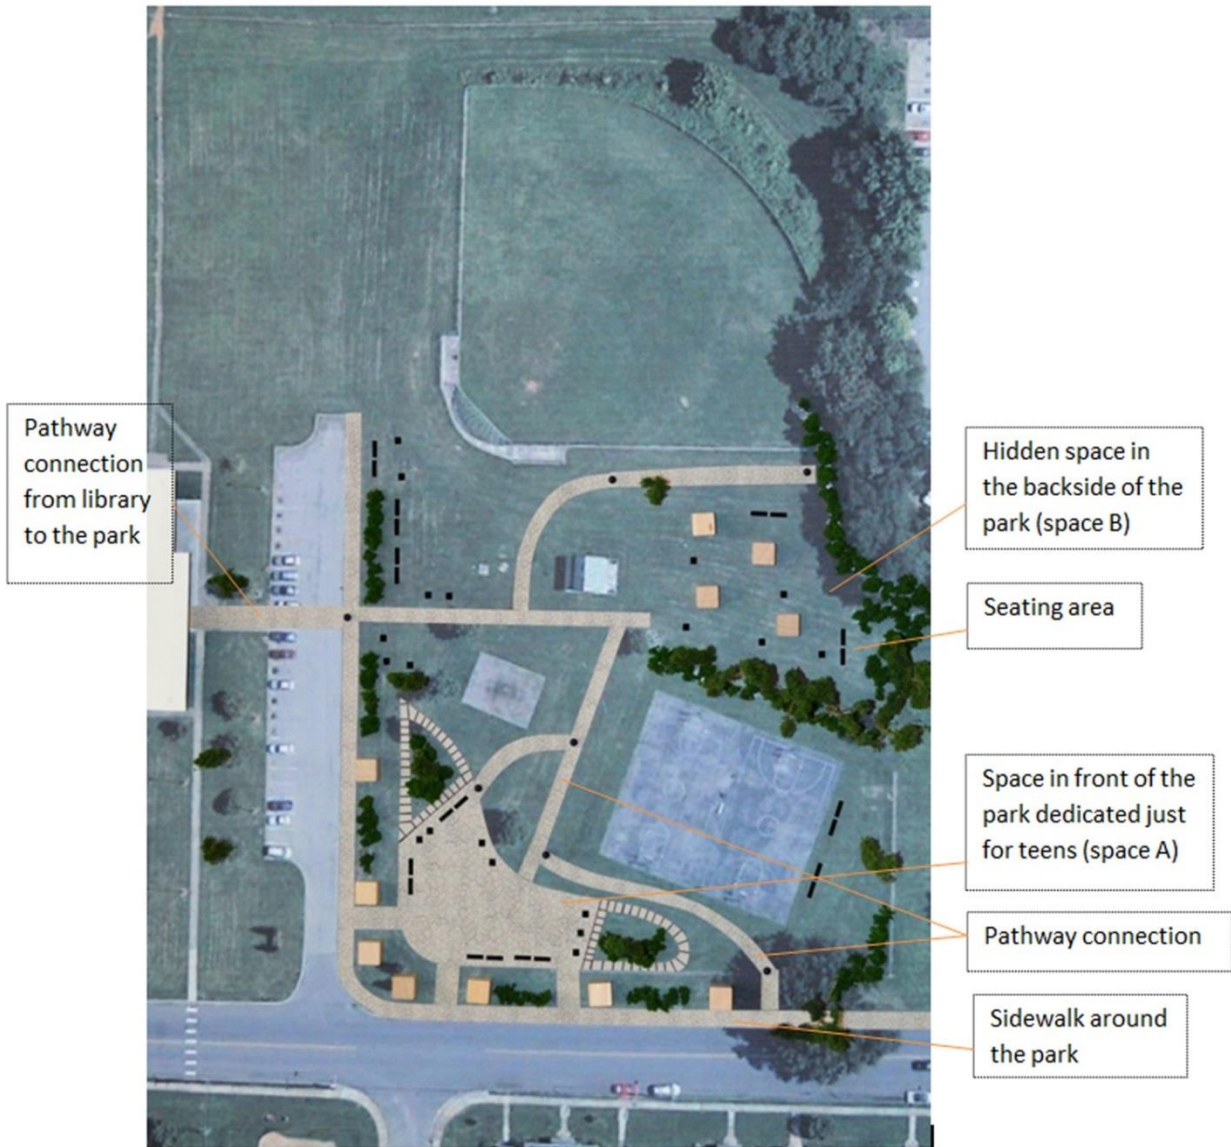 Pathway
connection
from library
to the park
Hidden space in
the backside of the
park (space B)
Seating area
Space in front of the
park dedicated just
for teens (space A)
Pathway connection
Sidewalk around
the park